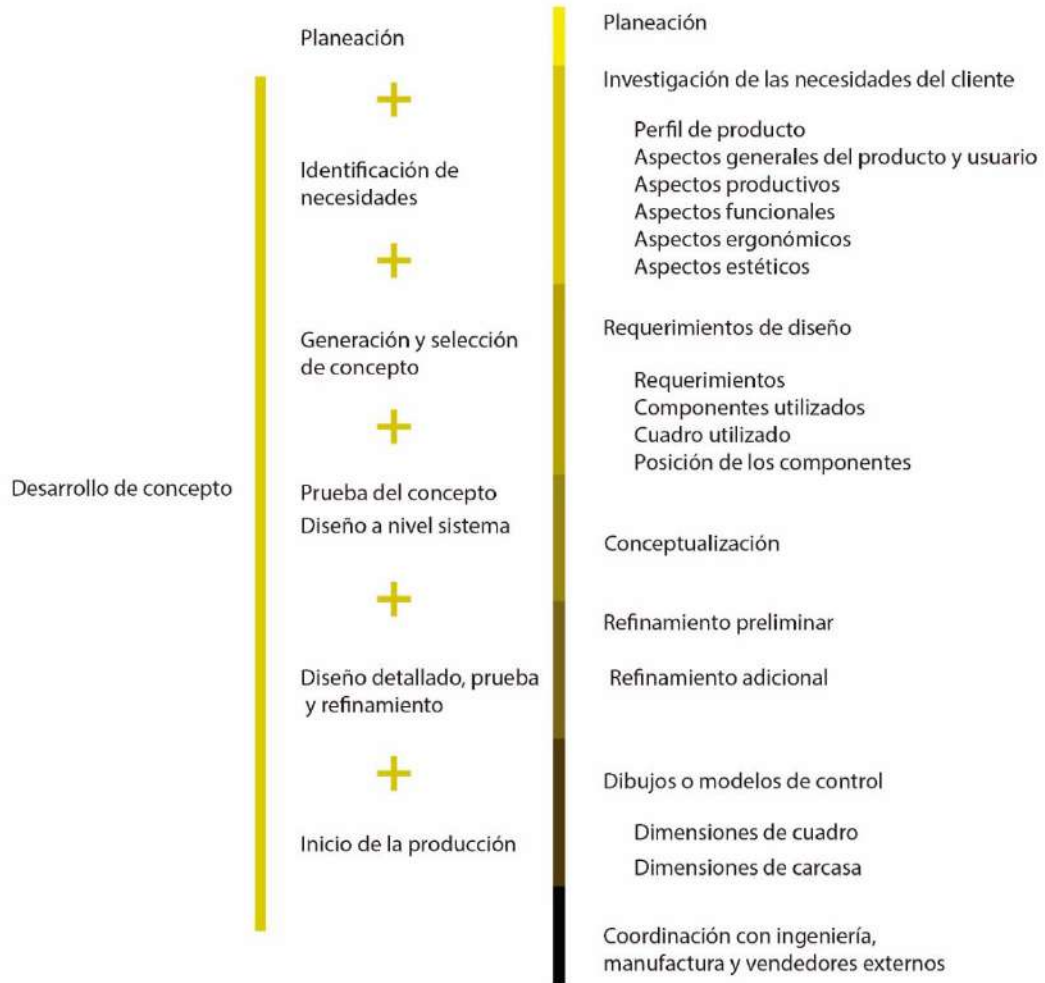 Desarrollo de concepto
Planeación
+
Identificación de
necesidades
+
Generación y selección
de concepto
+
Prueba del concepto
Diseño a nivel sistema
+
Diseño detallado, prueba
y refinamiento
+
Inicio de la producción
Planeación
Investigación de las necesidades del cliente
Perfil de producto
Aspectos generales del producto y usuario
Aspectos productivos
Aspectos funcionales
Aspectos ergonómicos
Aspectos estéticos
Requerimientos de diseño
Requerimientos
Componentes utilizados
Cuadro utilizado
Posición de los componentes
Conceptualización
Refinamiento preliminar
Refinamiento adicional
Dibujos o modelos de control
Dimensiones de cuadro
Dimensiones de carcasa
Coordinación con ingeniería,
manufactura y vendedores externos